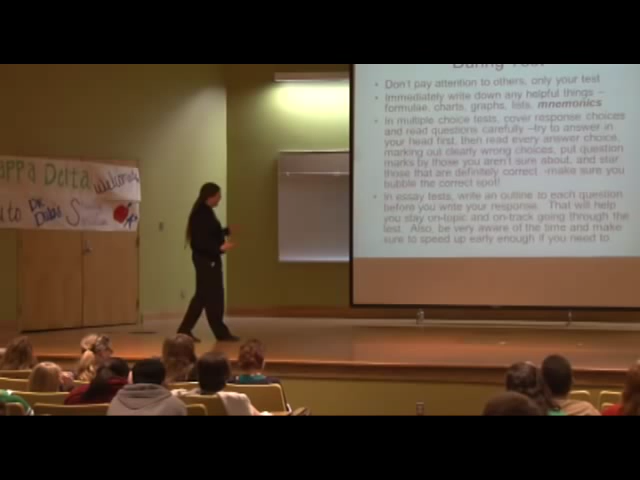 During Test
• Don't pay attention to others, only your test
• Immediately write down any helpful things –
formulae, charts, graphs, lists, mnemonics
• In multiple choice tests, cover response choices
and read questions carefully –try to answer in
your head first, then read every answer choice,
marking out clearly wrong choices, put question
marks by those you aren't sure about, and star
those that are definitely correct -make sure you
bubble the correct spot!
• In essay tests, write an outline to each question
before you write your response. That will help
you stay on-topic and on-track going through the
test. Also, be very aware of the time and make
sure to speed up early enough if you need to.
appa Delta Welcomes
to Dr.